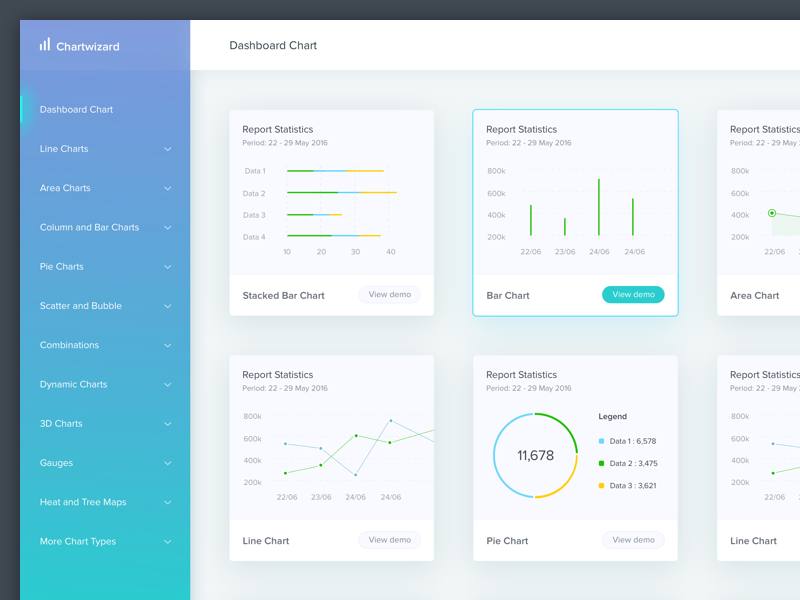 Chartwizard
Dashboard Chart
Dashboard Chart
Line Charts
Area Charts
Column and Bar Charts
Pie Charts
Scatter and Bubble
Combinations
Dynamic Charts
3D Charts
Gauges
Heat and Tree Maps
More Chart Types
Report Statistics
Period: 22 - 29 May 2016
Data 1
Data 2
Data 3
Data 4
10 20 30 40
Stacked Bar Chart View demo
Report Statistics
Period: 22 - 29 May 2016
800k
600k
400k
200k
22/06 23/06 24/06 24/06
Bar Chart View demo
Report Statistics
Period: 22 - 29 May
800k
600k
400k
200k
22/06
Area Chart
Report Statistics
Period: 22 - 29 May 2016
800k
600k
400k
200k
22/06 23/06 24/06 24/06
Line Chart View demo
Report Statistics
Period: 22 - 29 May 2016
11,678
Legend
Data 1 : 6,578
Data 2 : 3,475
Data 3 : 3,621
Pie Chart View demo
Report Statistics
Period: 22 - 29 May
800k
600k
400k
200k
22/06
Line Chart